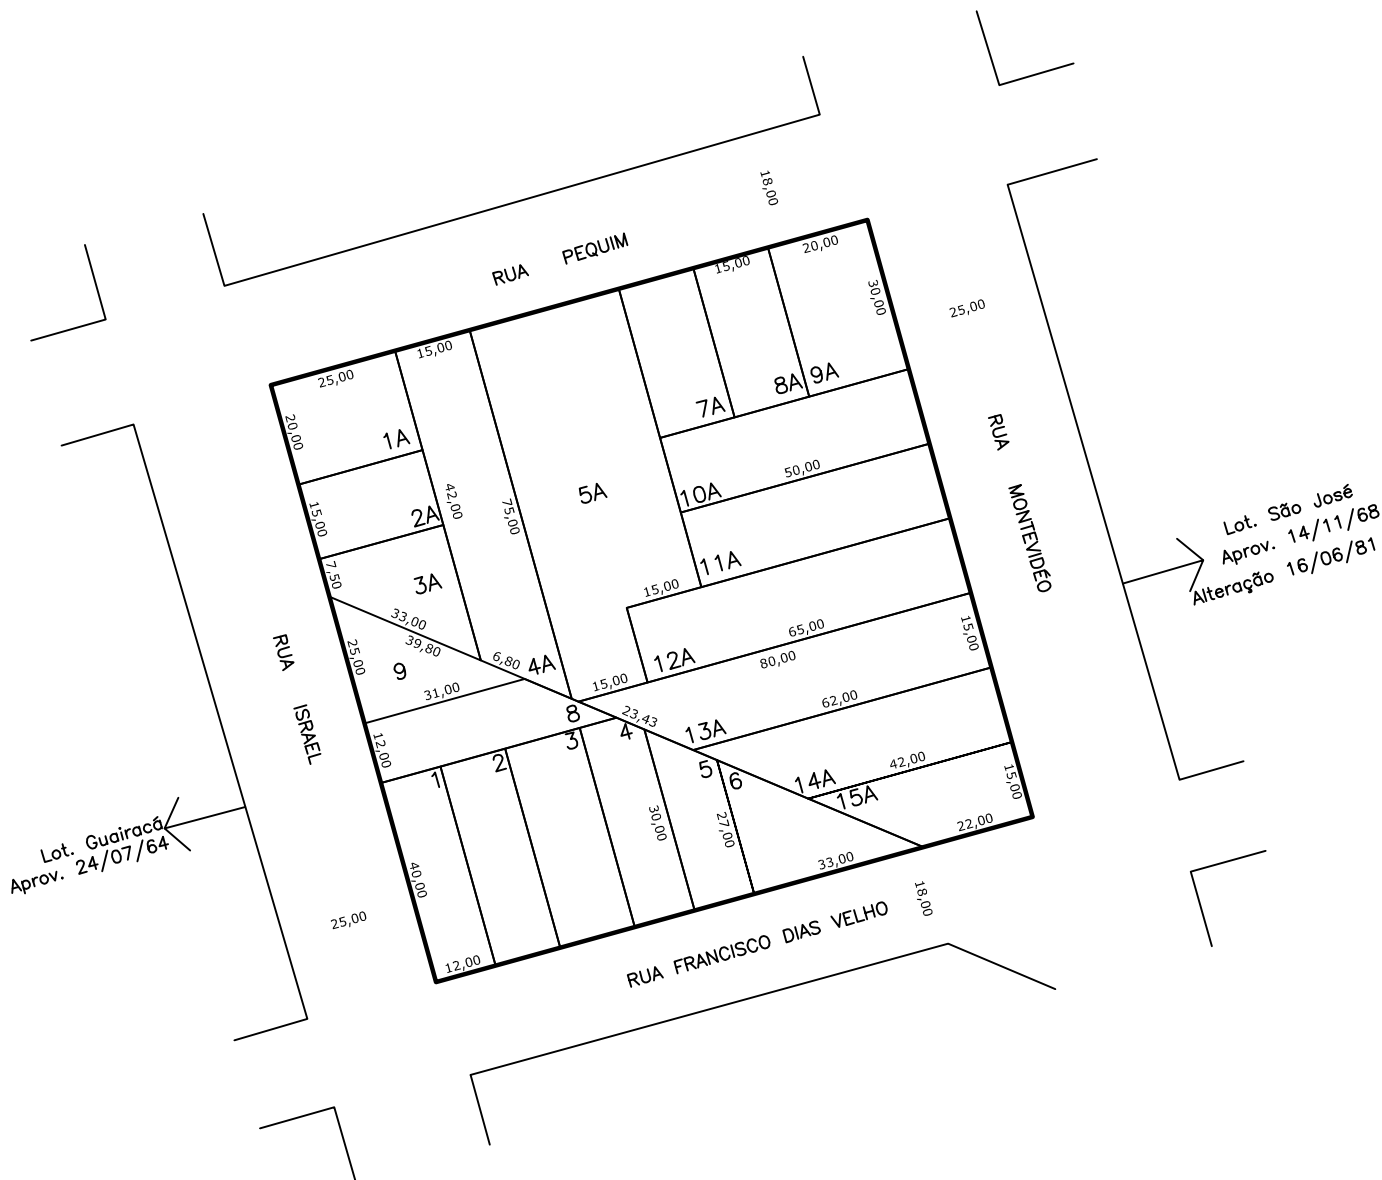 18,00
RUA PEQUIM
20,00
15,00
30,00
25,00
15,00
25,00
20,00
1A
7A
8A
9A
RUA MONTEVIDÉO
15,00
2A
42,00
75,00
5A
10A
50,00
Lot. São José
Aprov. 14/11/68
Alteração 16/06/81
7,50
3A
11A
15,00
33,00
39,80
6,80
4A
12A
65,00
80,00
15,00
RUA ISRAEL
25,00
9
31,00
15,00
8
23,43
13A
62,00
12,00
1
2
3
4
5
6
14A
42,00
15A
15,00
Lot. Guairacá
Aprov. 24/07/64
40,00
30,00
27,00
33,00
22,00
25,00
12,00
18,00
RUA FRANCISCO DIAS VELHO